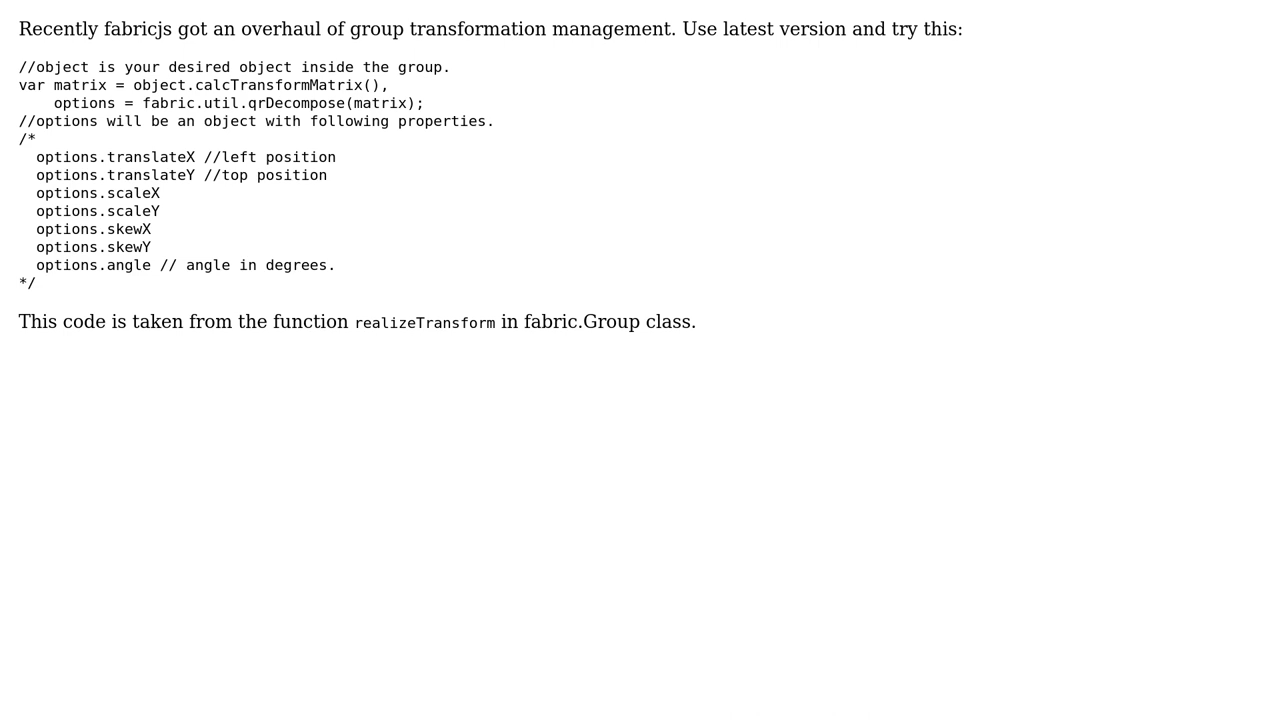 Recently fabricjs got an overhaul of group transformation management. Use latest version and try this:
//object is your desired object inside the group.
var matrix = object.calcTransformMatrix(),
    options = fabric.util.qrDecompose(matrix);
//options will be an object with following properties.
/*
  options.translateX //left position
  options.translateY //top position
  options.scaleX
  options.scaleY
  options.skewX
  options.skewY
  options.angle // angle in degrees.
*/
This code is taken from the function realizeTransform in fabric.Group class.